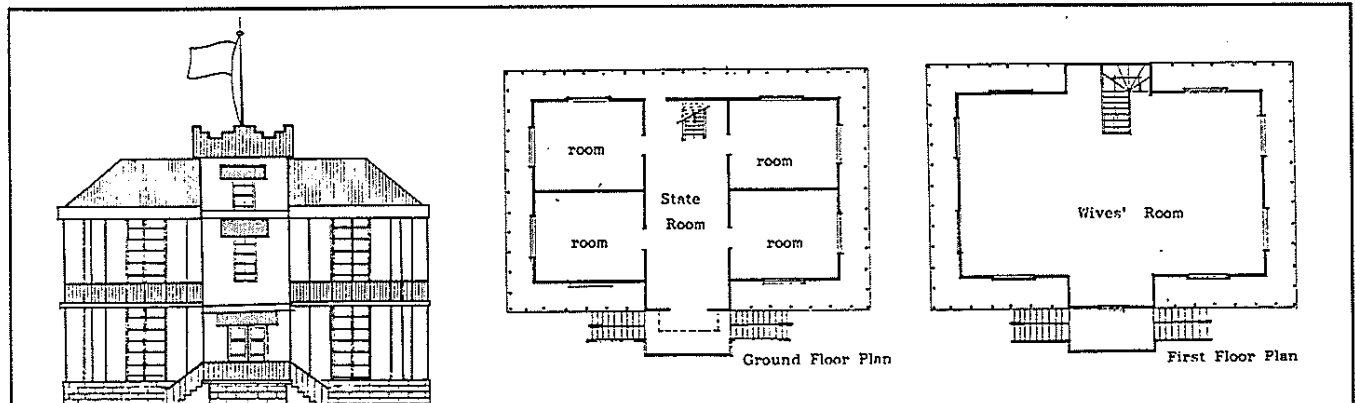 room
room
State
Room
room
room
Ground Floor Plan
Wives' Room
First Floor Plan